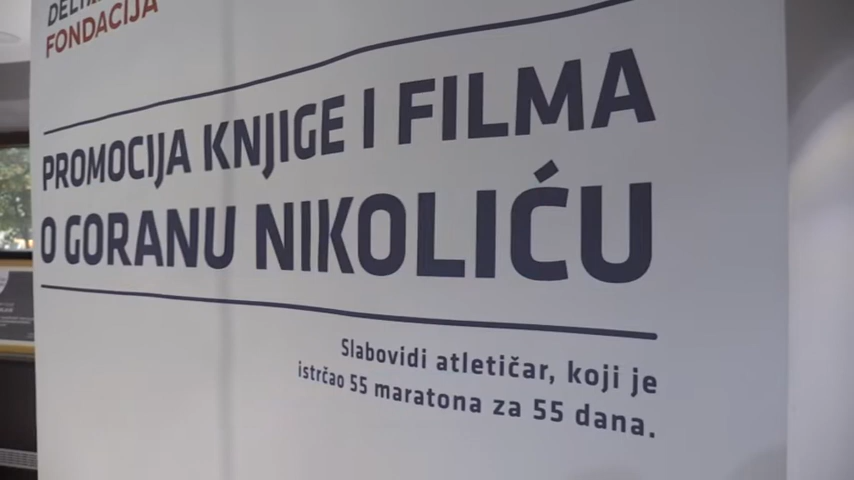 FONDACIJA
PROMOCIJA KNJIGE I FILMA
O GORANU NIKOLIĆU
Slabovidi atletičar, koji je
istrčao 55 maratona za 55 dana.